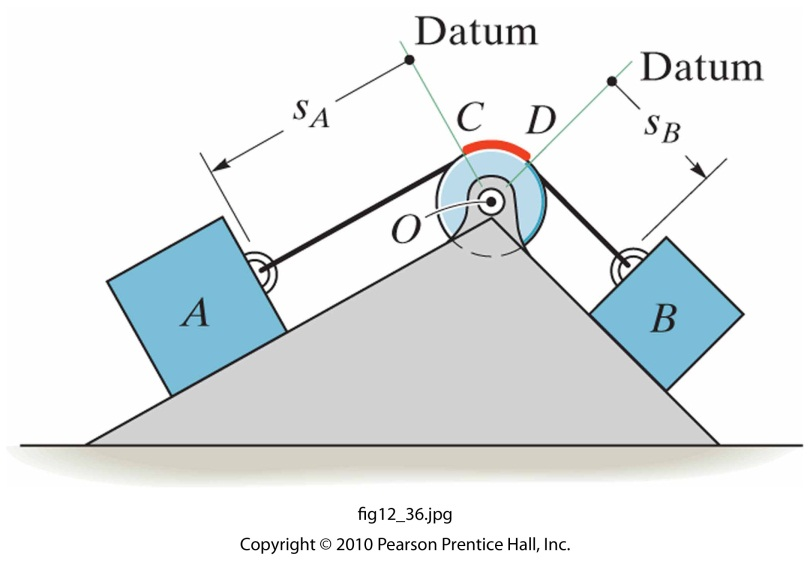 Datum
Datum
sA
C
D
sB
O
A
B
fig12_36.jpg
Copyright © 2010 Pearson Prentice Hall, Inc.